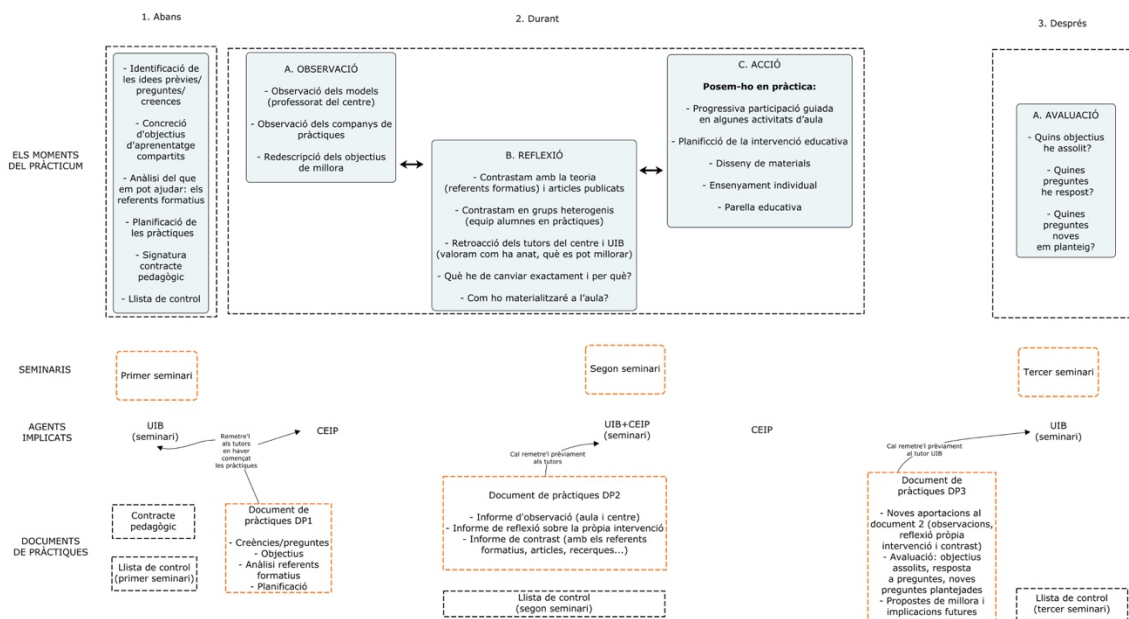 1. Abans
2. Durant
3. Després
ELS MOMENTS
DEL PRÀCTICUM
- Identificació de
les idees prèvies/
preguntes/
creences
- Concreció
d'objectius
d'aprenentatge
compartits
- Anàlisi del que
em pot ajudar: els
referents formatius
- Planificació de
les pràctiques
- Signatura
contracte
pedagògic
- Llista de control
A. OBSERVACIÓ
- Observació dels models
(professorat del centre)
- Observació dels companys de
pràctiques
- Redescripció dels objectius
de millora
B. REFLEXIÓ
- Contrastam amb la teoria
(referents formatius) i articles publicats
- Contrastam en grups heterogenis
(equip alumnes en pràctiques)
- Retroacció dels tutors del centre i UIB
(valoram com ha anat, què es pot millorar)
- Què he de canviar exactament i per què?
- Com ho materialitzaré a l'aula?
C. ACCIÓ
Posem-ho en pràctica:
- Progressiva participació guiada
en algunes activitats d'aula
- Planificció de la intervenció educativa
- Disseny de materials
- Ensenyament individual
- Parella educativa
A. AVALUACIÓ
- Quins objectius
he assolit?
- Quines
preguntes
he respost?
- Quines
preguntes
noves
em planteig?
SEMINARIS
Primer seminari
Segon seminari
Tercer seminari
AGENTS
IMPLICATS
UIB
(seminari)
Remetre'l
als tutors
en haver
començat
les pràctiques
CEIP
Cal remetre'l prèviament
als tutors
UIB+CEIP
(seminari)
CEIP
Cal remetre'l prèviament
al tutor UIB
UIB
(seminari)
DOCUMENTS
DE PRÀCTIQUES
Contracte
pedagògic
Llista de control
(primer seminari)
Document de
pràctiques DP1
- Creències/preguntes
- Objectius
- Anàlisi referents
formatius
- Planificació
Document de pràctiques DP2
- Informe d'observació (aula i centre)
- Informe de reflexió sobre la pròpia intervenció
- Informe de contrast (amb els referents
formatius, articles, recerques...)
Llista de control
(segon seminari)
Document de
pràctiques DP3
- Noves aportacions al
document 2 (observacions,
reflexió pròpia
intervenció i contrast)
- Avaluació: objectius
assolits, resposta
a preguntes, noves
preguntes plantejades
- Propostes de millora i
implicacions futures
Llista de control
(tercer seminari)